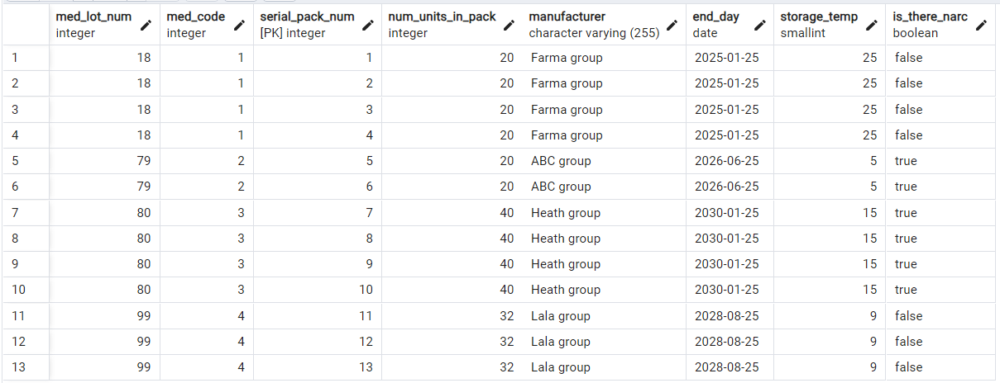 med_lot_num med_code serial_pack_num num_units_in_pack manufacturer end_day storage_temp is_there_narc
integer integer [PK] integer integer character varying (255) date smallint boolean
1 18 1 1 20 Farma group 2025-01-25 25 false
2 18 1 2 20 Farma group 2025-01-25 25 false
3 18 1 3 20 Farma group 2025-01-25 25 false
4 18 1 4 20 Farma group 2025-01-25 25 false
5 79 2 5 20 ABC group 2026-06-25 5 true
6 79 2 6 20 ABC group 2026-06-25 5 true
7 80 3 7 40 Heath group 2030-01-25 15 true
8 80 3 8 40 Heath group 2030-01-25 15 true
9 80 3 9 40 Heath group 2030-01-25 15 true
10 80 3 10 40 Heath group 2030-01-25 15 true
11 99 4 11 32 Lala group 2028-08-25 9 false
12 99 4 12 32 Lala group 2028-08-25 9 false
13 99 4 13 32 Lala group 2028-08-25 9 false